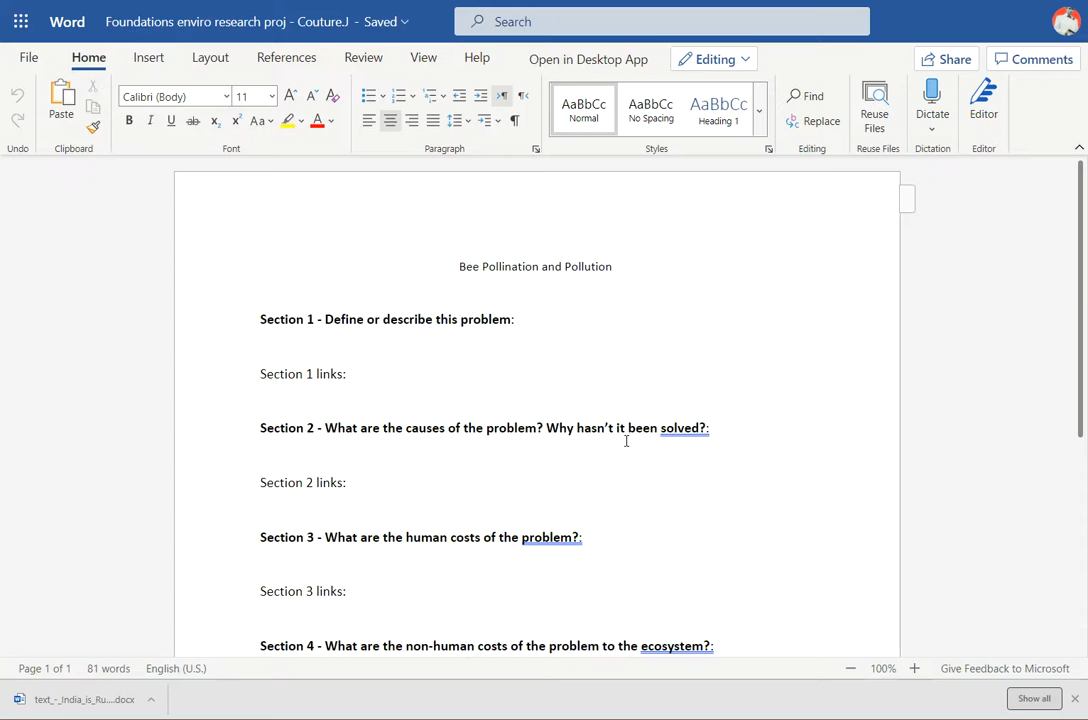 Word Foundations enviro research proj - Couture.J - Saved Search
File Home Insert Layout References Review View Help Open in Desktop App Editing Share Comments
Paste Calibri (Body) 11 AaBbCc AaBbCc AaBbCc Find Reuse Files Dictate Editor
B I U ab x₂ x² Aa A Normal No Spacing Heading 1 Replace
Undo Clipboard Font Paragraph Styles Editing Reuse Files Dictation Editor
Bee Pollination and Pollution
Section 1 - Define or describe this problem:
Section 1 links:
Section 2 - What are the causes of the problem? Why hasn’t it been solved?:
Section 2 links:
Section 3 - What are the human costs of the problem?:
Section 3 links:
Section 4 - What are the non-human costs of the problem to the ecosystem?:
Page 1 of 1 81 words English (U.S.) 100% Give Feedback to Microsoft
text_-_India_is_Ru....docx Show all